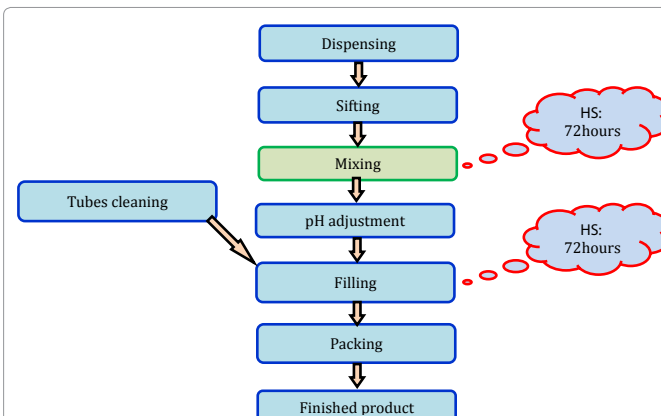 Dispensing
Sifting
HS:
72hours
Mixing
Tubes cleaning
pH adjustment
HS:
72hours
Filling
Packing
Finished product